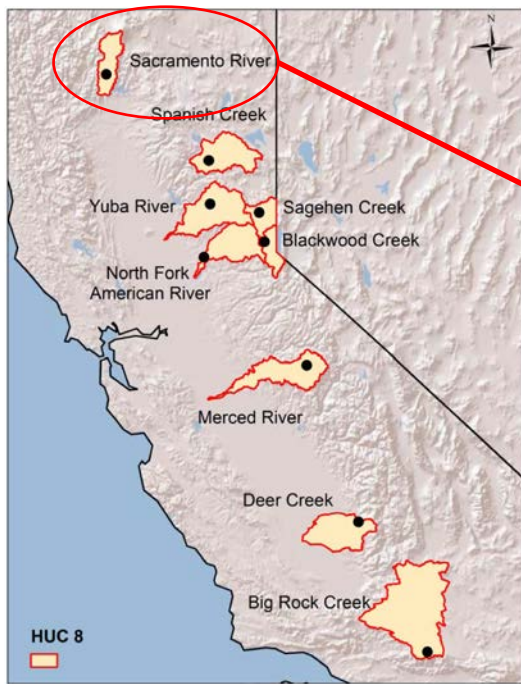 N
Sacramento River
Spanish Creek
Yuba River
Sagehen Creek
Blackwood Creek
North Fork
American River
Merced River
Deer Creek
Big Rock Creek
HUC 8